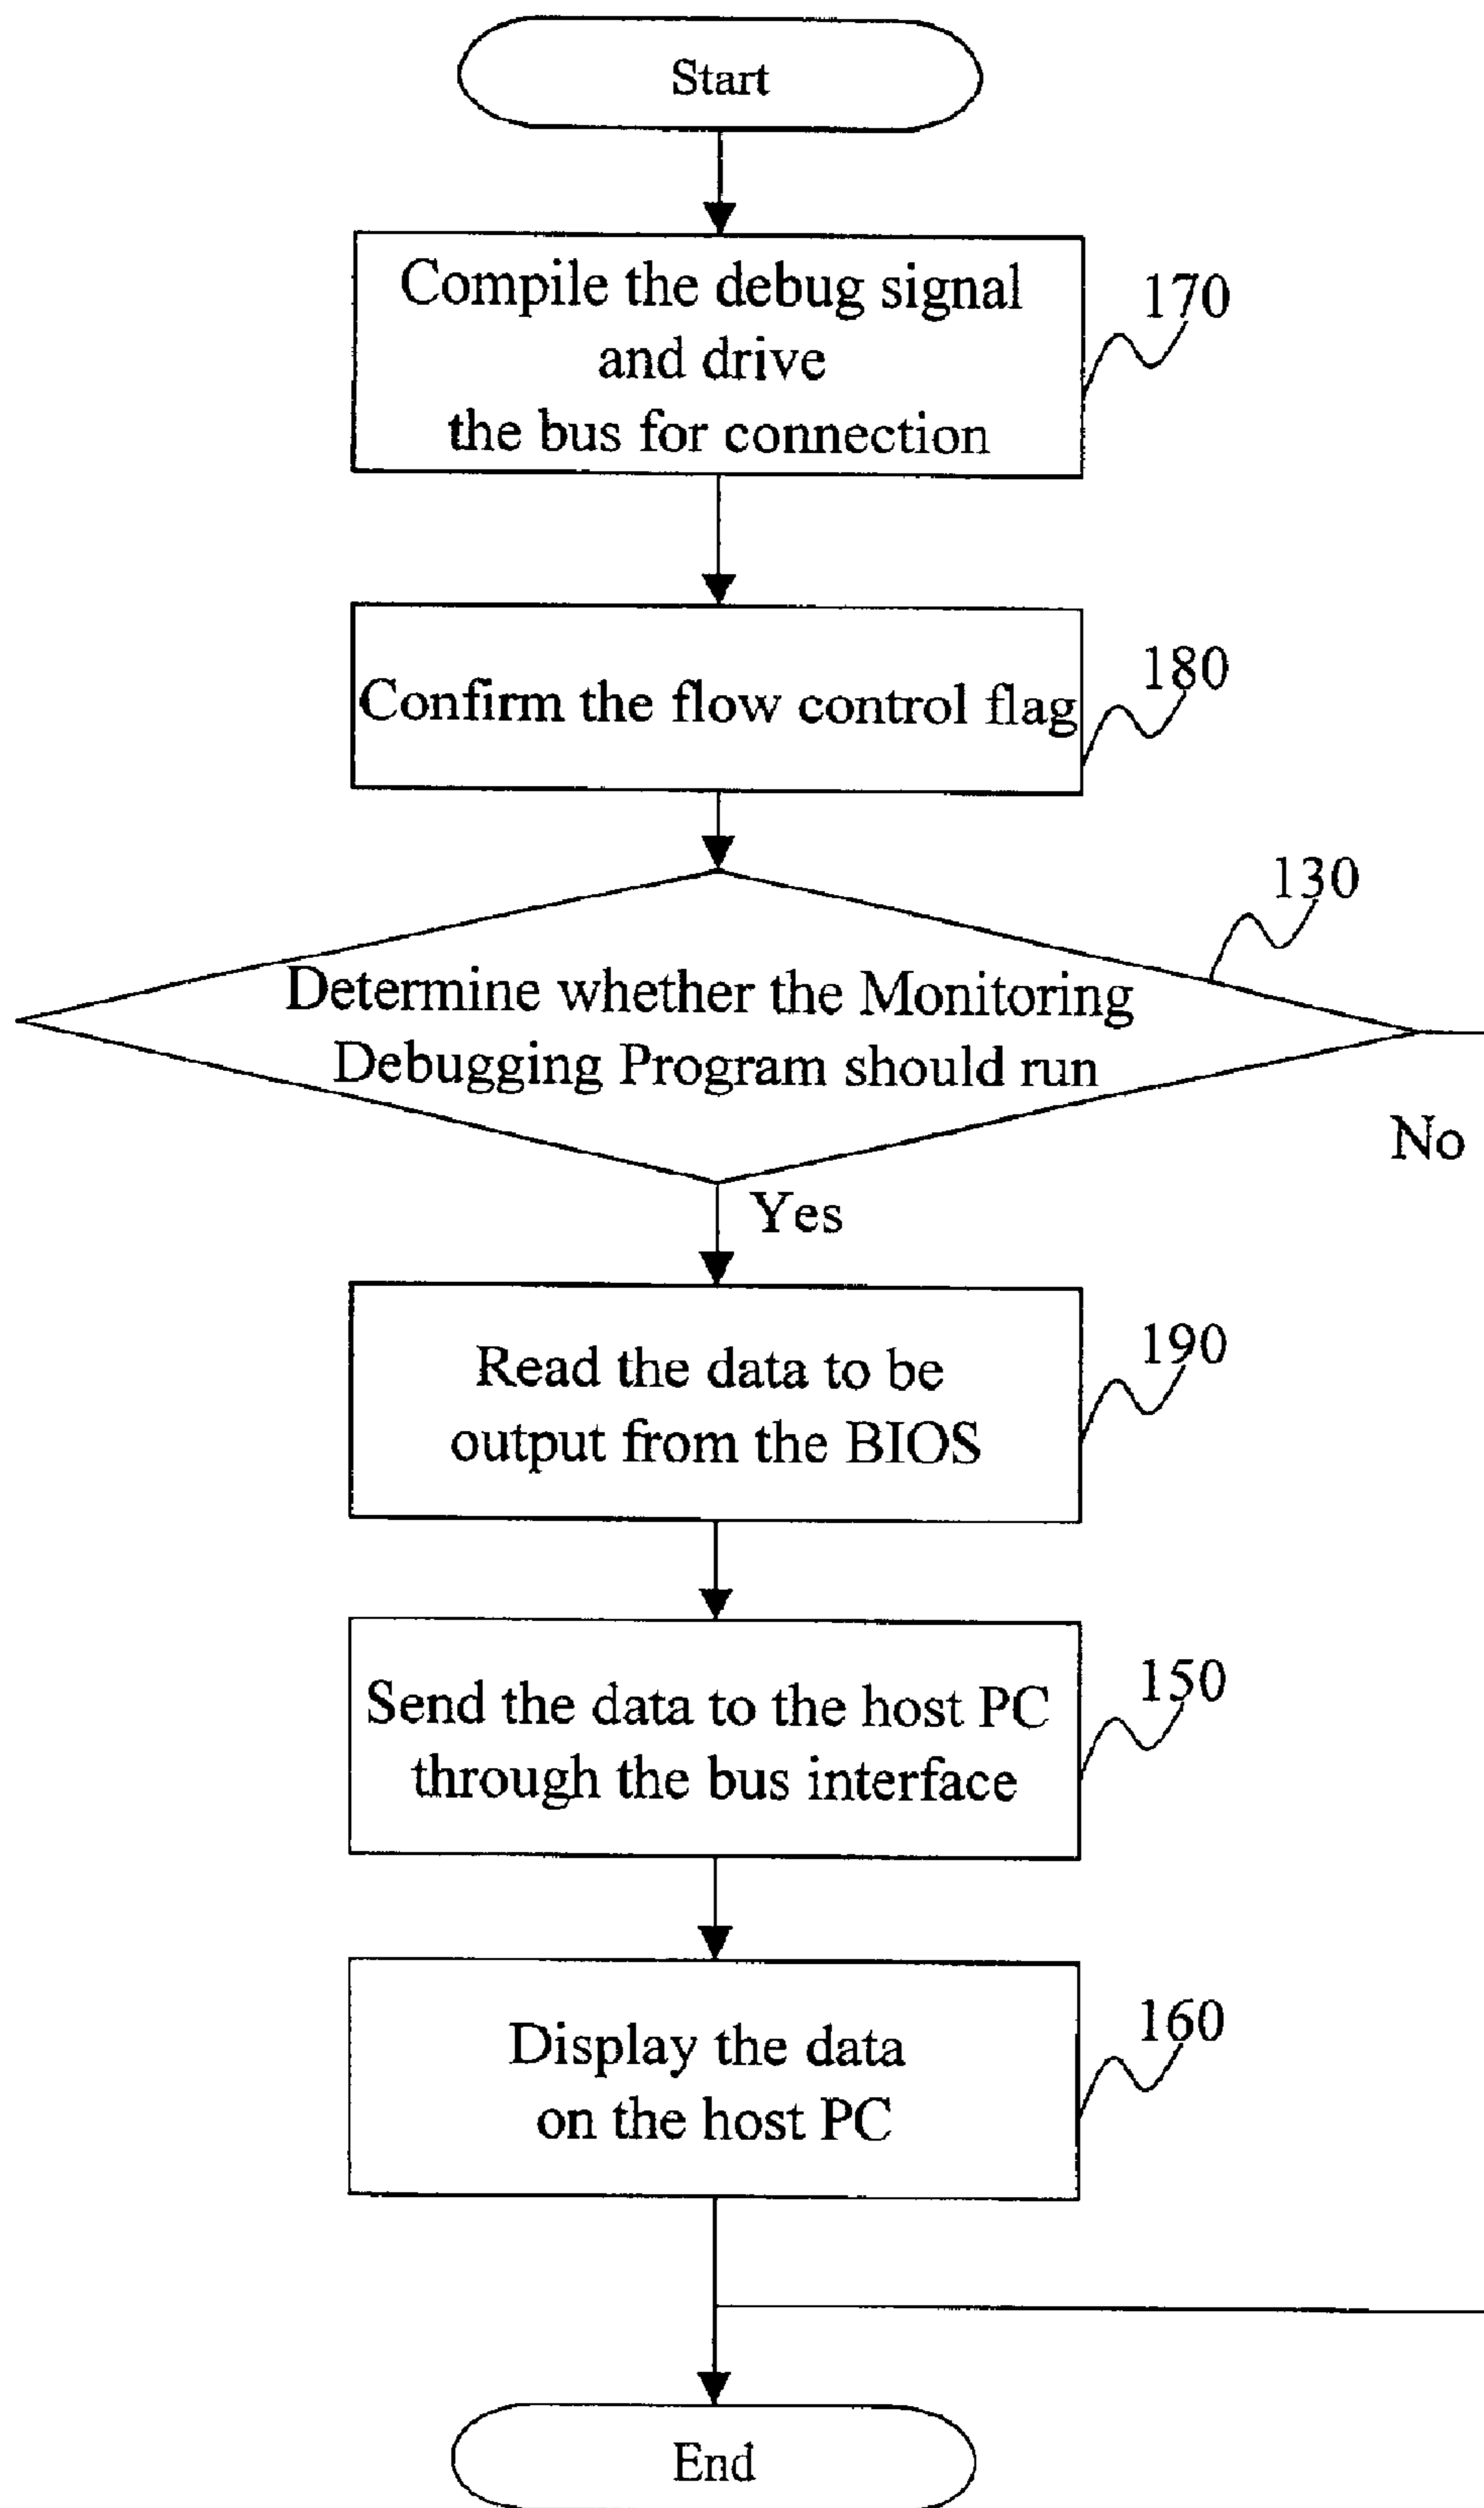 Start
Compile the debug signal
and drive
the bus for connection
170
Confirm the flow control flag
180
130
Determine whether the Monitoring
Debugging Program should run
No
Yes
Read the data to be
output from the BIOS
190
Send the data to the host PC
through the bus interface
150
Display the data
on the host PC
160
End